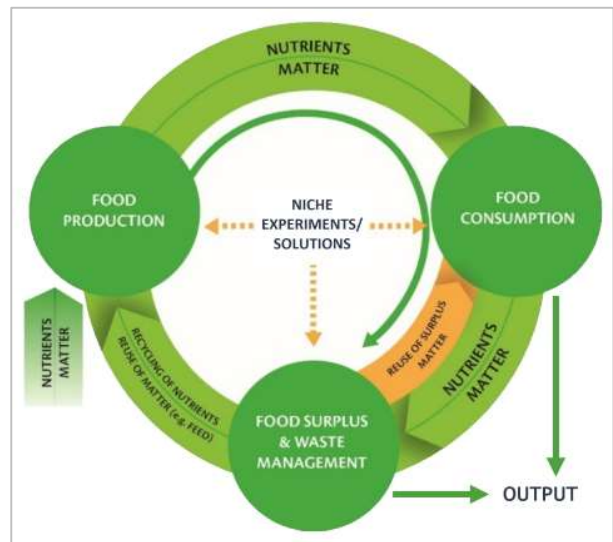 NUTRIENTS
MATTER
FOOD
PRODUCTION
NICHE
EXPERIMENTS/
SOLUTIONS
FOOD
CONSUMPTION
NUTRIENTS
MATTER
RECYCLING OF NUTRIENTS
REUSE OF MATTER (e.g. FEED)
REUSE OF SURPLUS
MATTER
NUTRIENTS
MATTER
FOOD SURPLUS
& WASTE
MANAGEMENT
OUTPUT